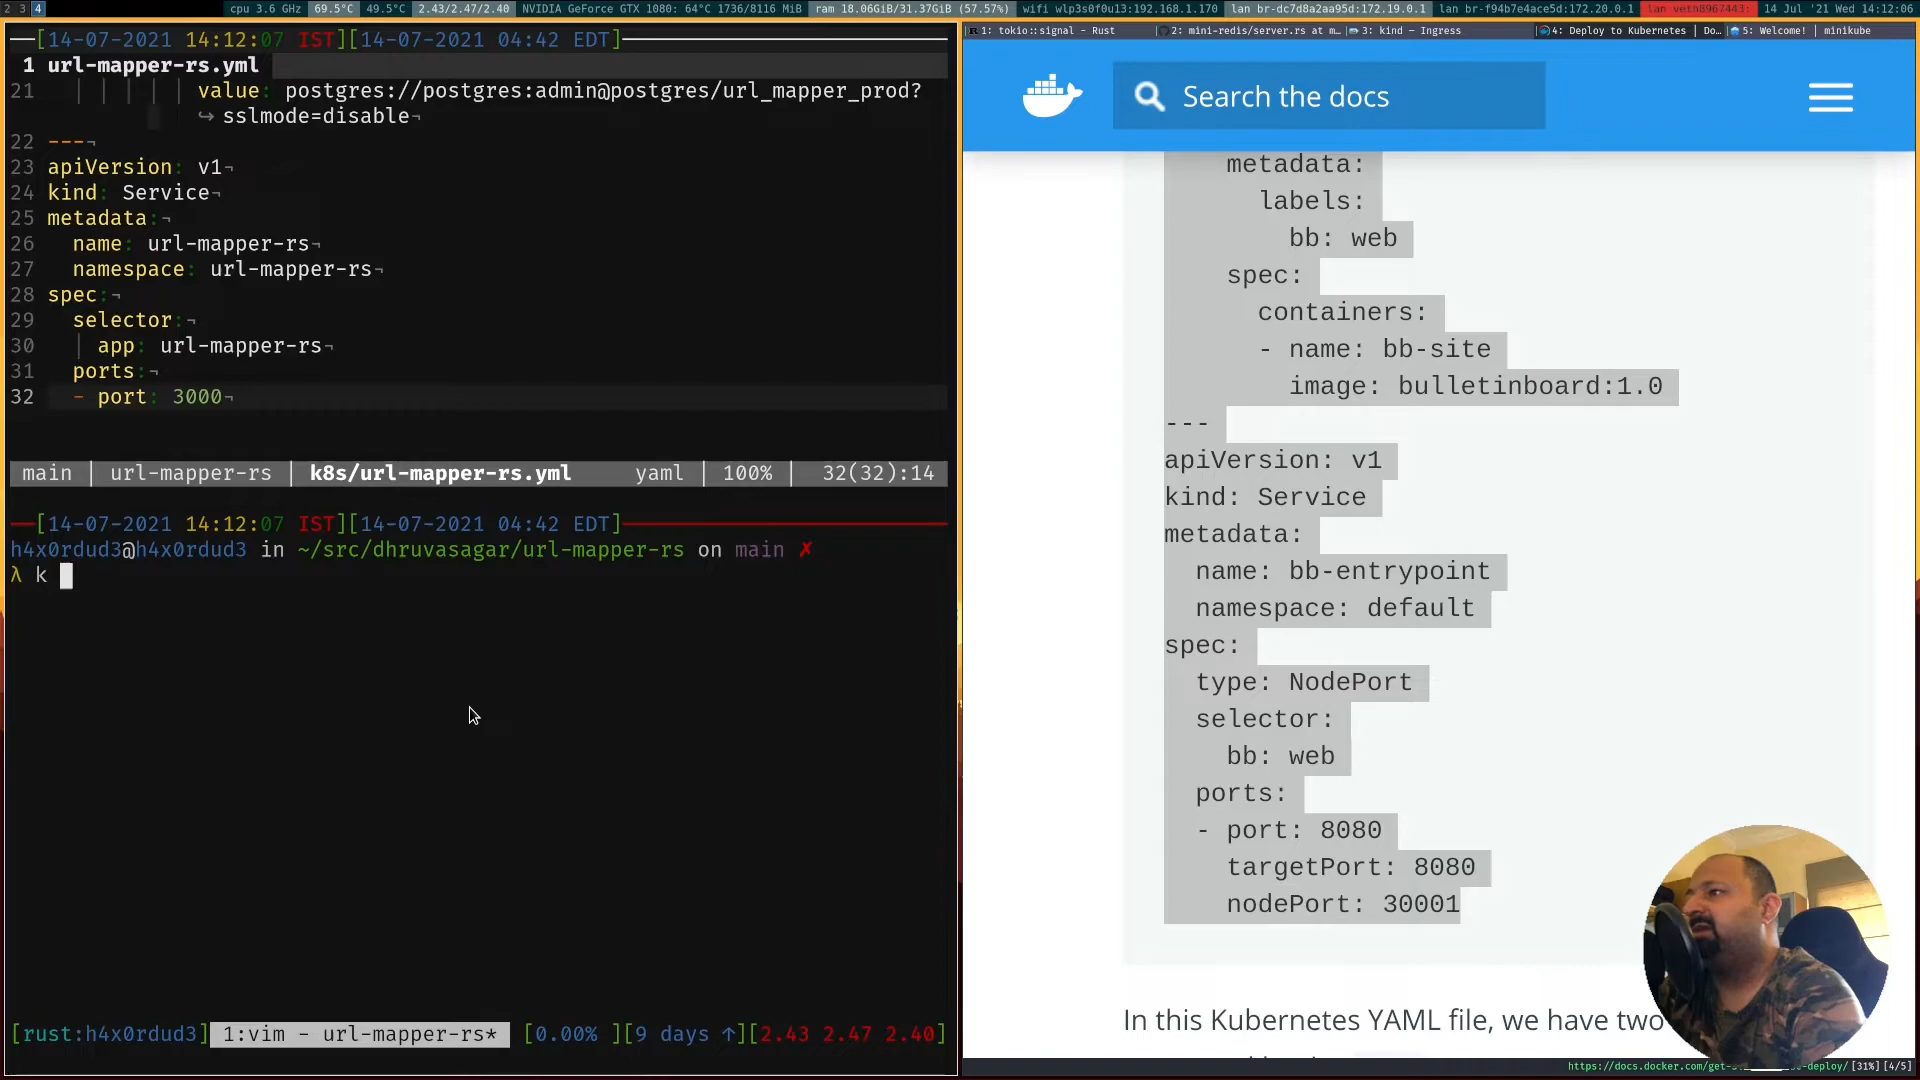 2 3 4
cpu 3.6 GHz 69.5°C 49.5°C 2.43/2.47/2.40 NVIDIA GeForce GTX 1080: 64°C 1736/8116 MiB ram 18.06GiB/31.37GiB (57.57%) wifi wlp3s0f0u13:192.168.1.170 lan br-dc7d8a2aa95d:172.19.0.1 lan br-f94b7e4ace5d:172.20.0.1 lan veth8967443: 14 Jul '21 Wed 14:12:06
[14-07-2021 14:12:07 IST][14-07-2021 04:42 EDT]
1 url-mapper-rs.yml
21 value: postgres://postgres:admin@postgres/url_mapper_prod?
↪ sslmode=disable¬
22 ---¬
23 apiVersion: v1¬
24 kind: Service¬
25 metadata:¬
26 name: url-mapper-rs¬
27 namespace: url-mapper-rs¬
28 spec:¬
29 selector:¬
30 app: url-mapper-rs¬
31 ports:¬
32 - port: 3000¬
main | url-mapper-rs | k8s/url-mapper-rs.yml yaml | 100% | 32(32):14
[14-07-2021 14:12:07 IST][14-07-2021 04:42 EDT]
h4x0rdud3@h4x0rdud3 in ~/src/dhruvasagar/url-mapper-rs on main ✗
λ k
[rust:h4x0rdud3] 1:vim - url-mapper-rs* [0.00% ][9 days ↑][2.43 2.47 2.40]
1: tokio::signal - Rust 2: mini-redis/server.rs at m… 3: kind – Ingress 4: Deploy to Kubernetes | Do… 5: Welcome! | minikube
Search the docs
metadata:
labels:
bb: web
spec:
containers:
- name: bb-site
image: bulletinboard:1.0
---
apiVersion: v1
kind: Service
metadata:
name: bb-entrypoint
namespace: default
spec:
type: NodePort
selector:
bb: web
ports:
- port: 8080
targetPort: 8080
nodePort: 30001
In this Kubernetes YAML file, we have two
https://docs.docker.com/get-s -deploy/ [31%] [4/5]